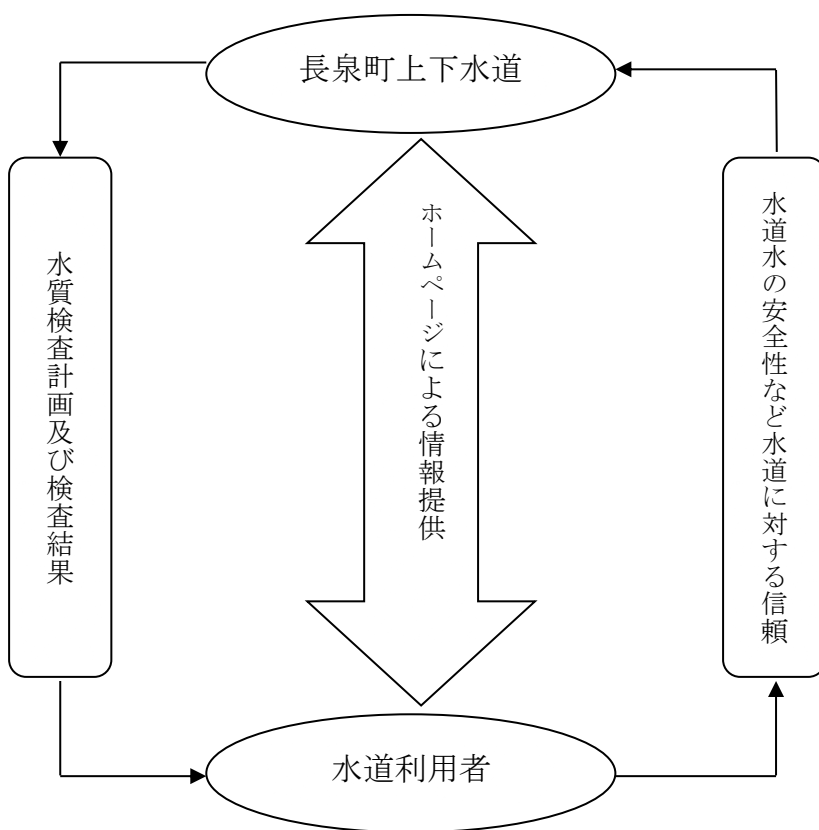 長泉町上下水道
水質検査計画及び検査結果
ホームページによる情報提供
水道水の安全性など水道に対する信頼
水道利用者